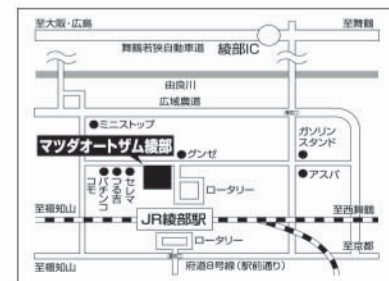 至大阪・広島
至舞鶴
舞鶴若狭自動車道
綾部IC
由良川
広域農道
ミニストップ
マツダオートザム綾部
グンゼ
ガソリン
スタンド
セレマ
つる吉
パチンコ
コモ
ロータリー
アスパ
至福知山
JR綾部駅
至西舞鶴
ロータリー
至京都
至福知山
府道8号線(駅前通り)